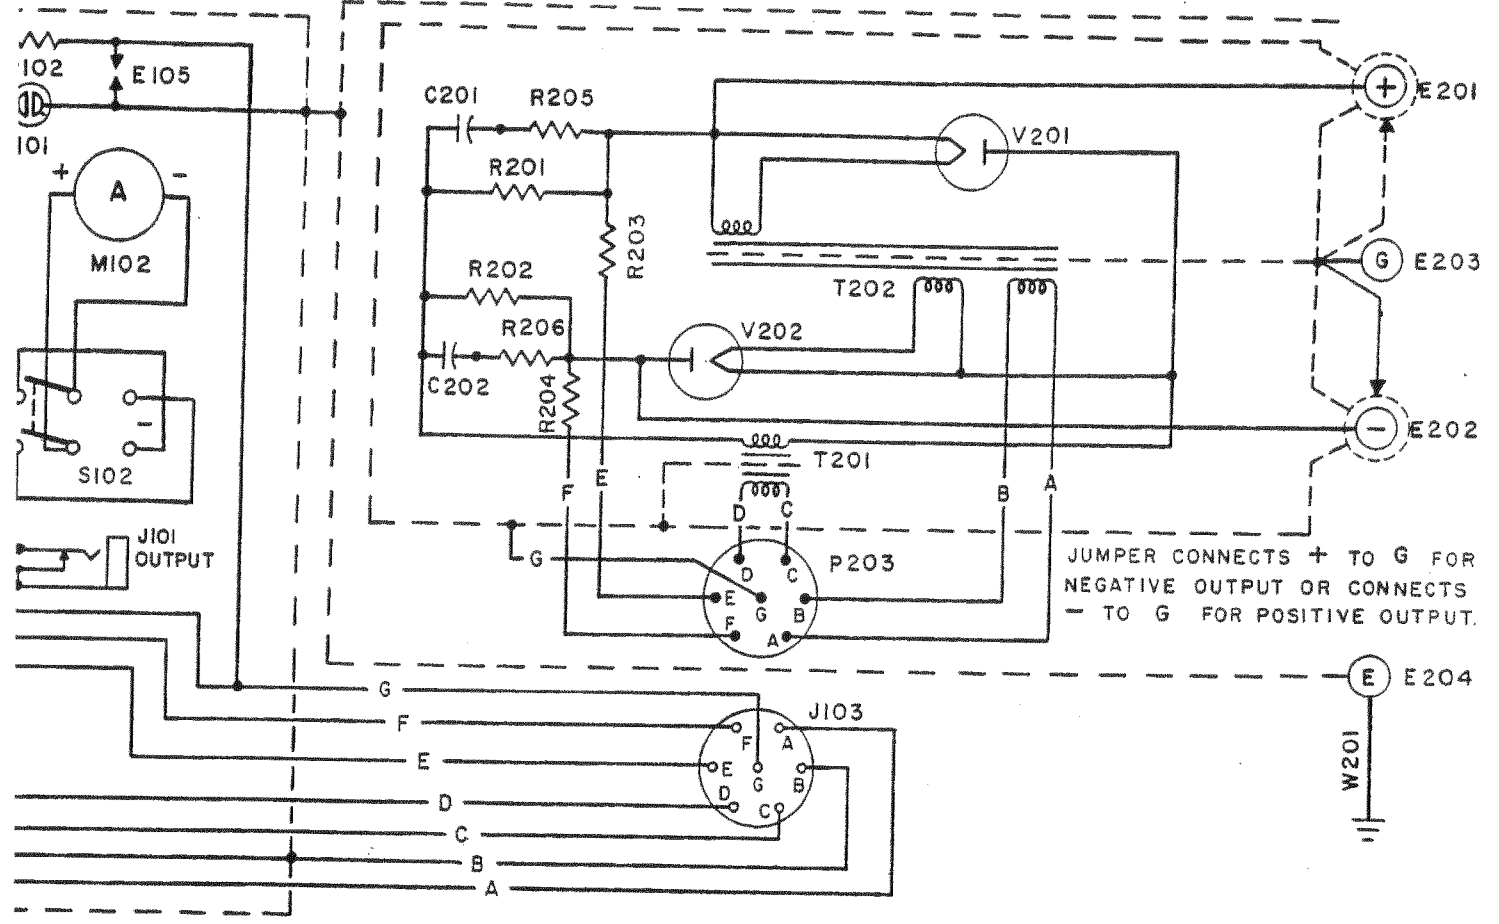 102
E105
101
+
-
A
M102
-
S102
J101
OUTPUT
C201
R205
R201
R203
R202
R206
C202
R204
V201
T202
V202
T201
+
E201
G
E203
-
E202
F
E
D
C
B
A
G
P203
D
C
E
G
B
F
A
JUMPER CONNECTS + TO G FOR
NEGATIVE OUTPUT OR CONNECTS
- TO G FOR POSITIVE OUTPUT.
E
E204
W201
G
F
E
D
C
B
A
J103
F
A
E
G
B
D
C